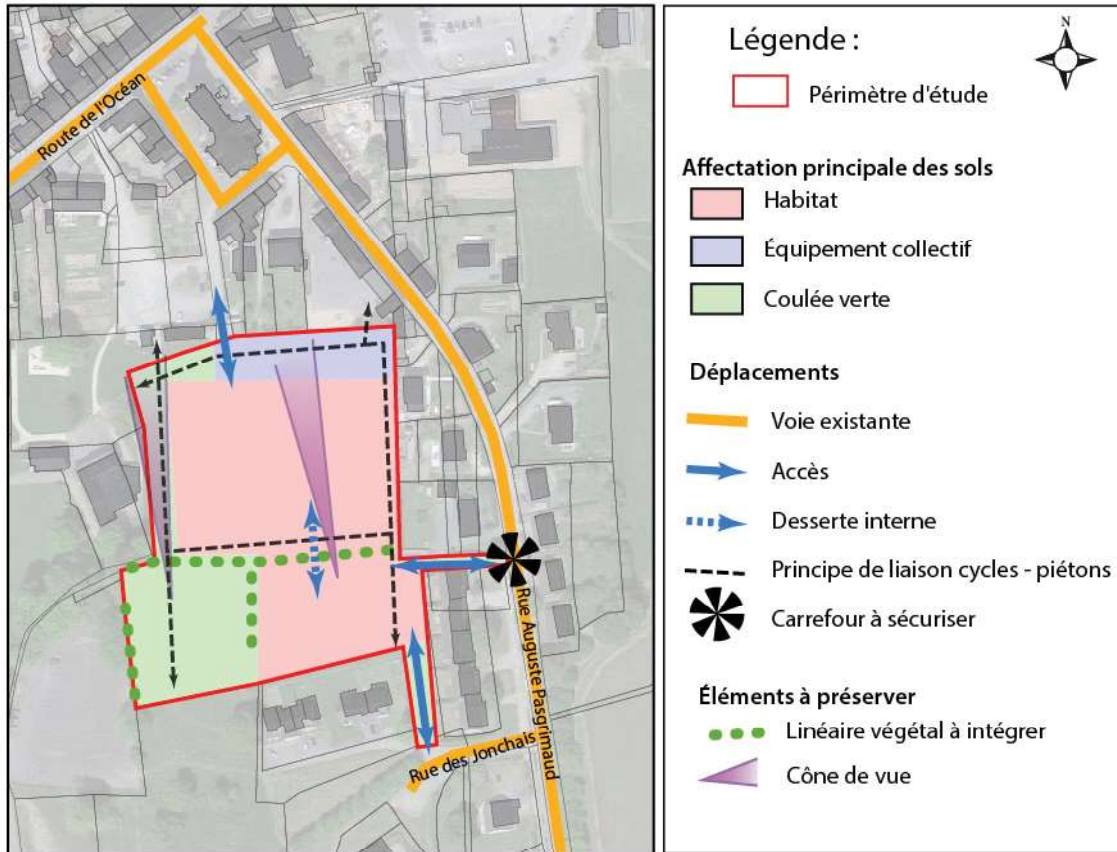 Route de l'Océan
Rue Auguste Pasgrimaud
Rue des Jonchais
Légende :
N
Périmètre d'étude
Affectation principale des sols
Habitat
Équipement collectif
Coulée verte
Déplacements
Voie existante
Accès
Desserte interne
Principe de liaison cycles - piétons
Carrefour à sécuriser
Éléments à préserver
Linéaire végétal à intégrer
Cône de vue